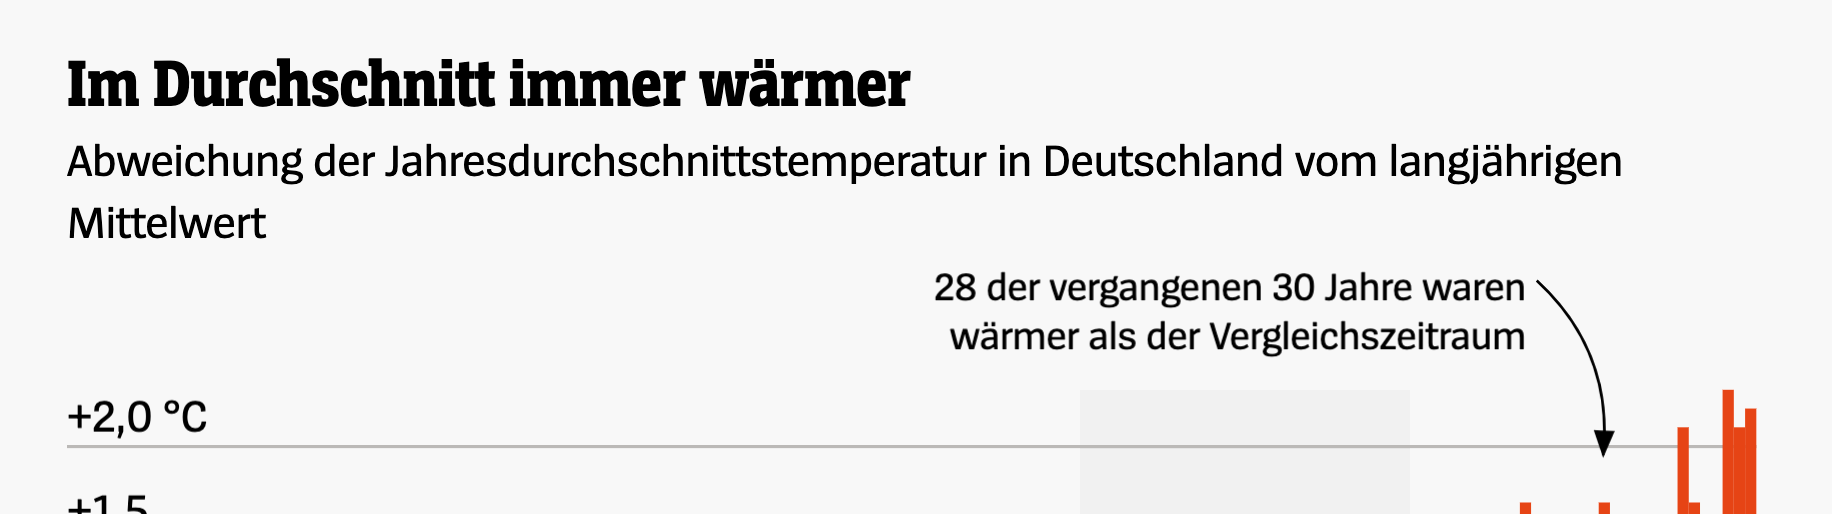 Im Durchschnitt immer wärmer
Abweichung der Jahresdurchschnittstemperatur in Deutschland vom langjährigen
Mittelwert
28 der vergangenen 30 Jahre waren
wärmer als der Vergleichszeitraum
+2,0 °C
+1,5